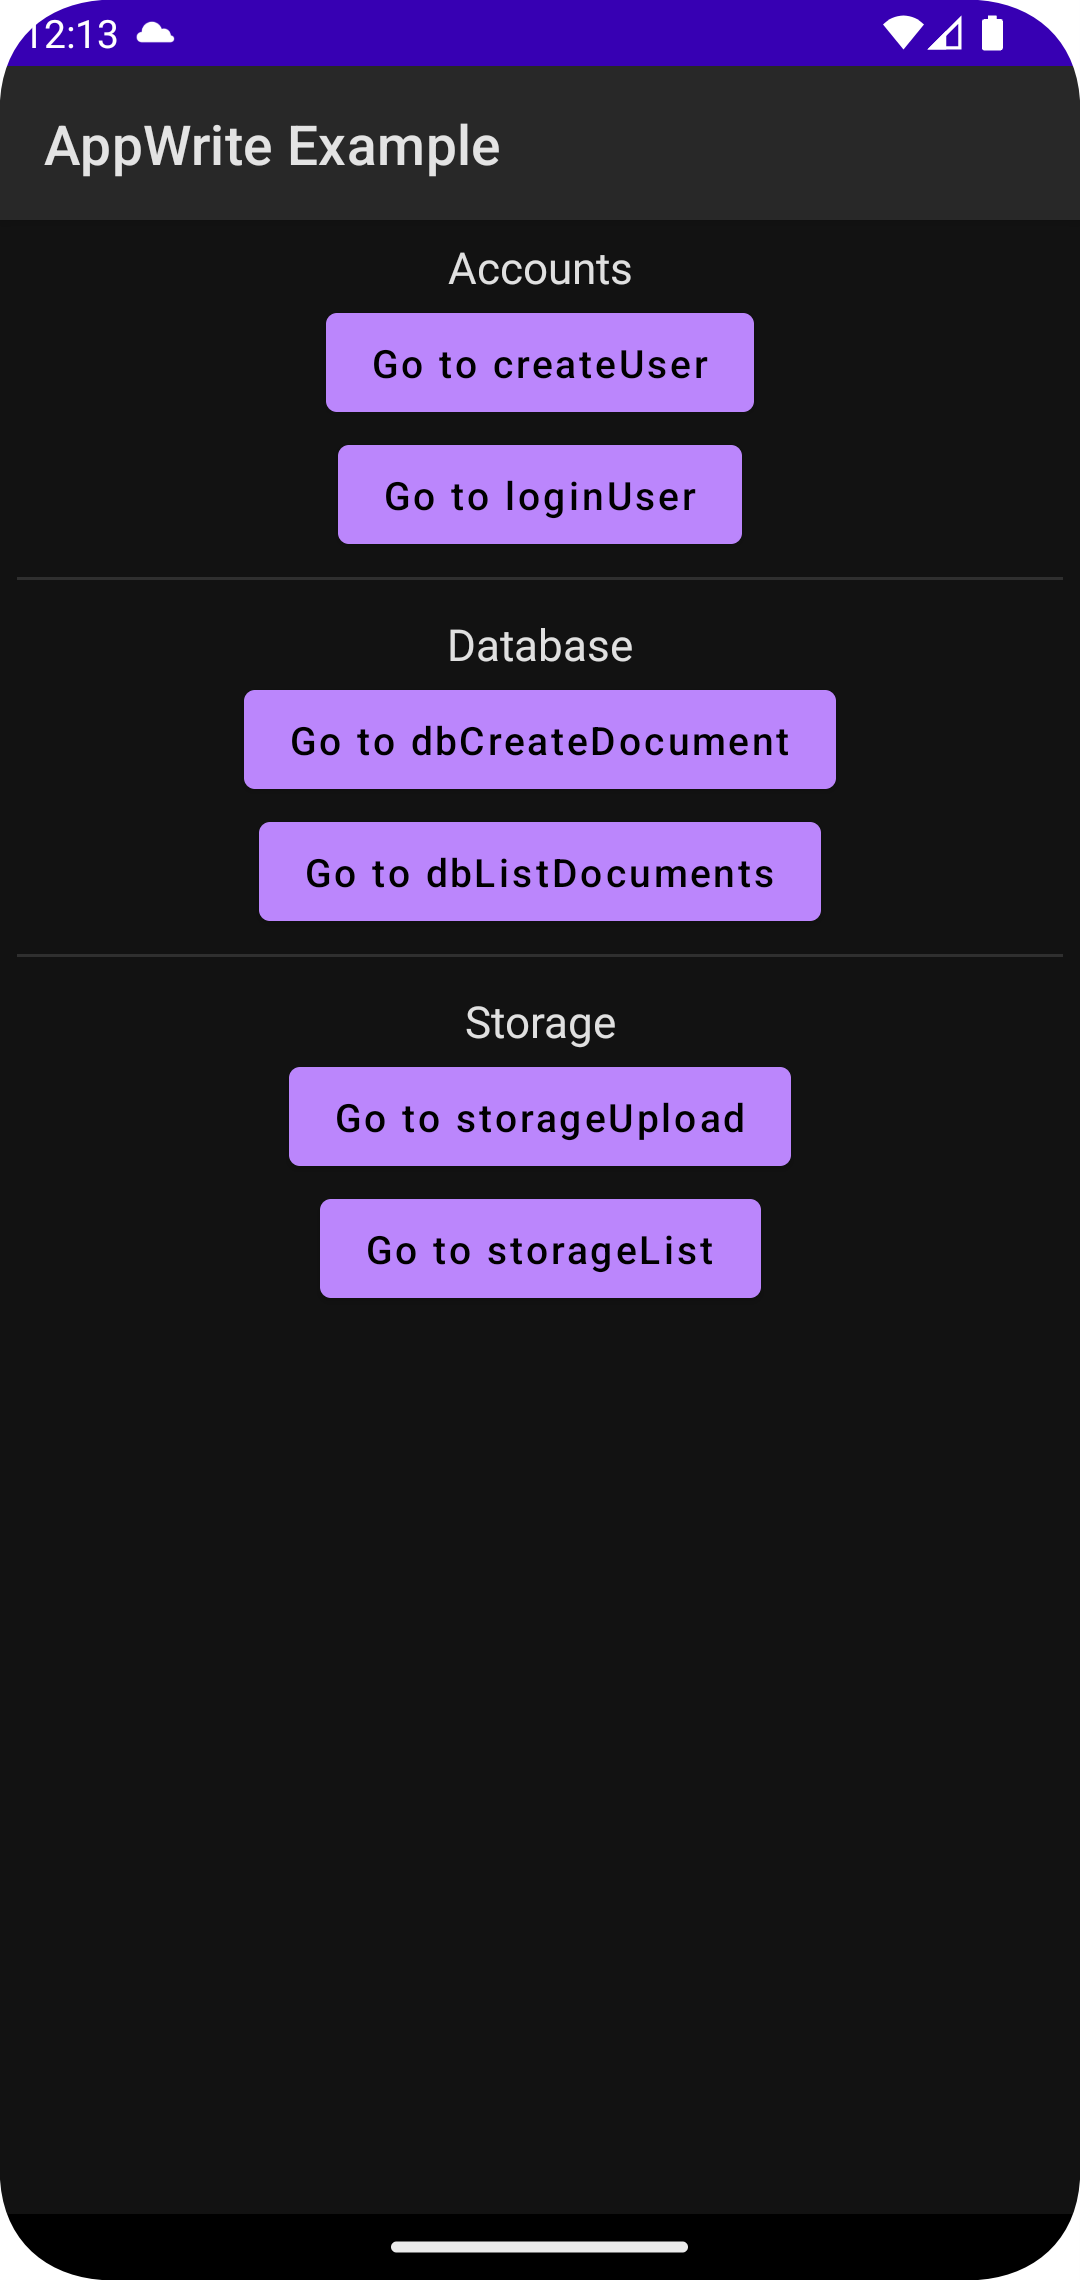 12:13
AppWrite Example
Accounts
Go to createUser
Go to loginUser
Database
Go to dbCreateDocument
Go to dbListDocuments
Storage
Go to storageUpload
Go to storageList